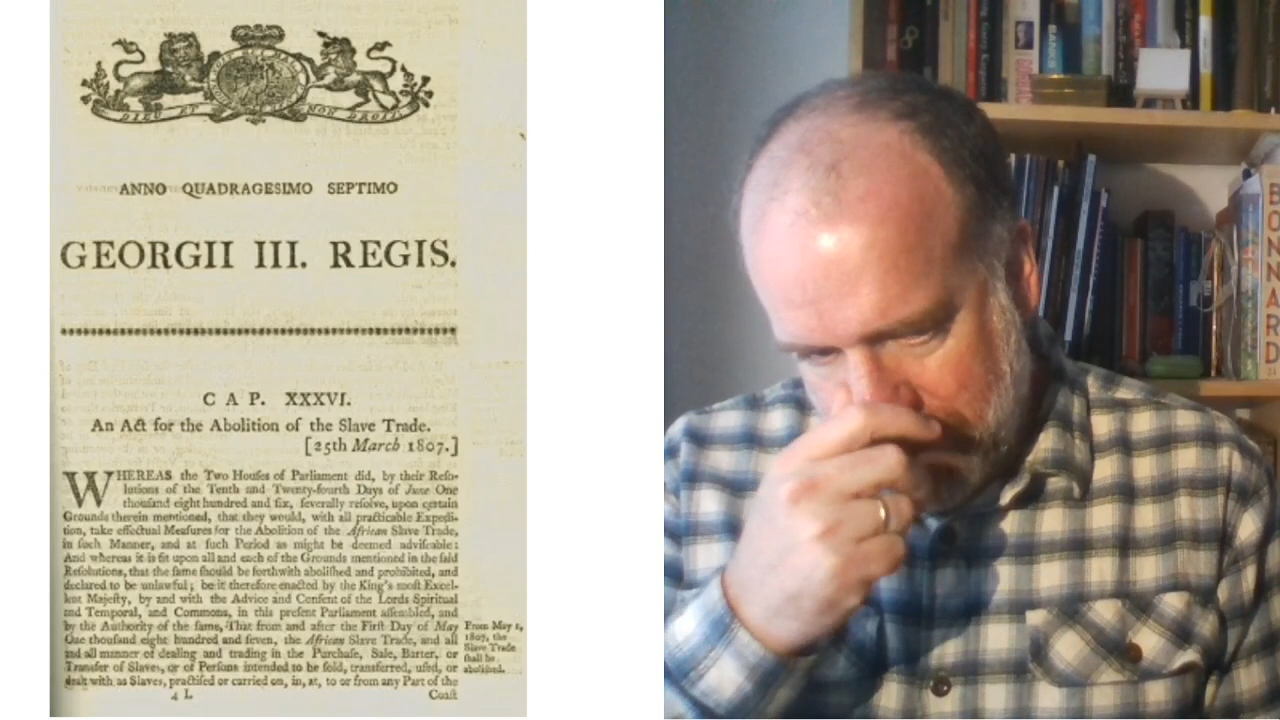 DIEU ET MON DROIT
ANNO QUADRAGESIMO SEPTIMO
GEORGII III. REGIS.
CAP. XXXVI.
An Act for the Abolition of the Slave Trade.
[25th March 1807.]
WHEREAS the Two Houſes of Parliament did, by their Reſo-
lutions of the Tenth and Twenty-fourth Days of June One
thouſand eight hundred and ſix, ſeverally reſolve, upon certain
Grounds therein mentioned, that they would, with all practicable Expedi-
tion, take effectual Meaſures for the Abolition of the African Slave Trade,
in ſuch Manner, and at ſuch Period as might be deemed adviſeable:
And whereas it is fit upon all and each of the Grounds mentioned in the ſaid
Reſolutions, that the ſame ſhould be forthwith aboliſhed and prohibited, and
declared to be unlawful; be it therefore enacted by the King's moſt Excel-
lent Majeſty, by and with the Advice and Conſent of the Lords Spiritual
and Temporal, and Commons, in this preſent Parliament aſſembled, and
by the Authority of the ſame, That from and after the Firſt Day of May
One thouſand eight hundred and ſeven, the African Slave Trade, and all
and all manner of dealing and trading in the Purchaſe, Sale, Barter, or
Transfer of Slaves, or of Perſons intended to be ſold, transferred, uſed, or
dealt with as Slaves, practiſed or carried on, in, at, to or from any Part of the
4 L
Coaſt
From May 1,
1807, the
Slave Trade
ſhall be
aboliſhed.
BANKS
BONNARD